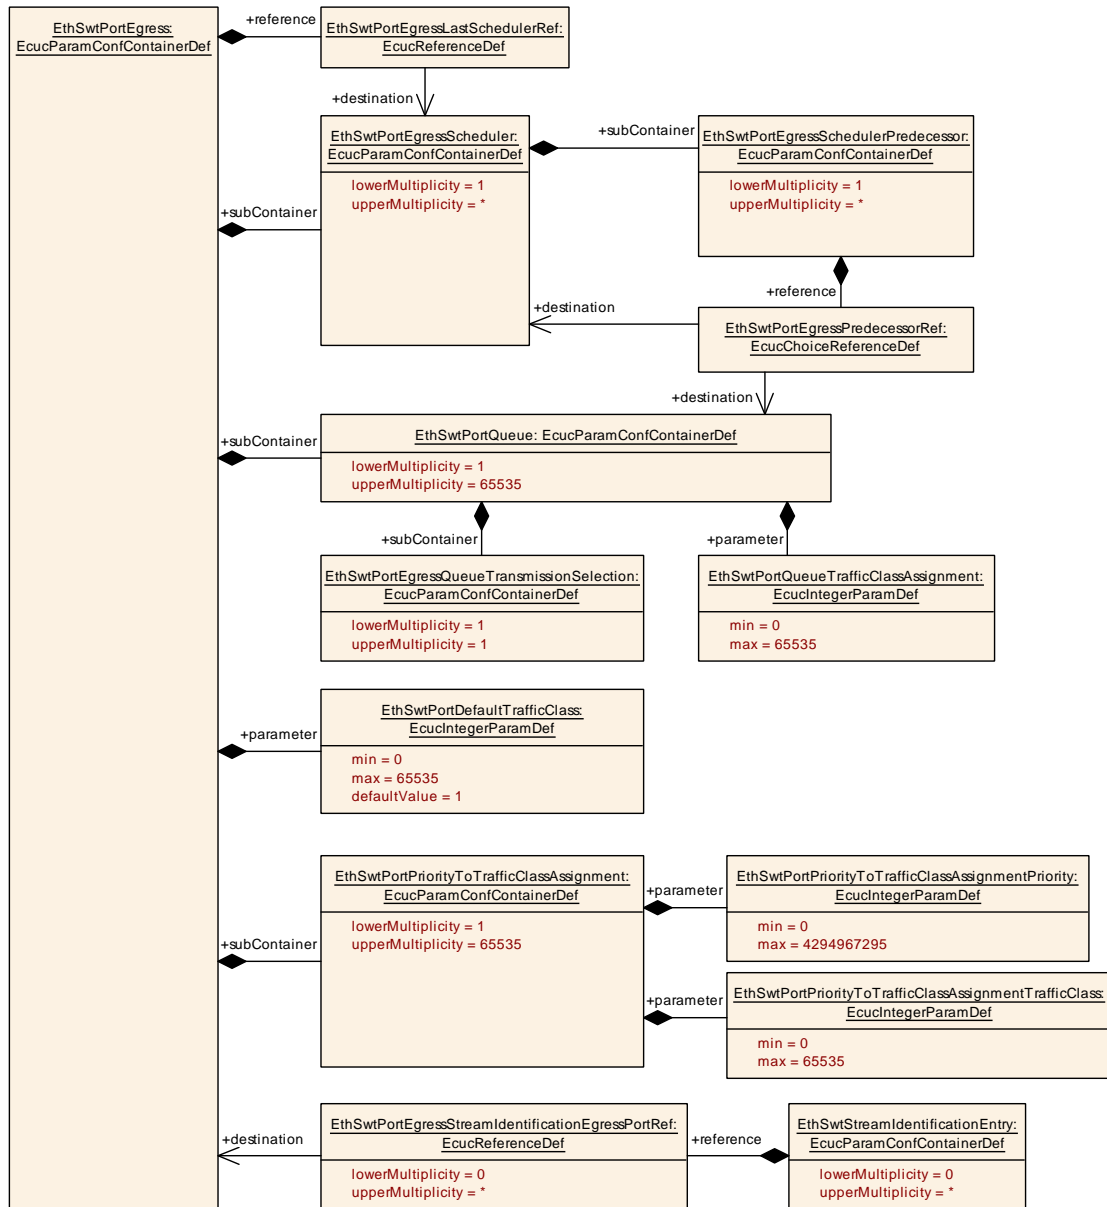 EthSwtPortEgress:
EcucParamConfContainerDef
+reference
EthSwtPortEgressLastSchedulerRef:
EcucReferenceDef
+destination
EthSwtPortEgressScheduler:
EcucParamConfContainerDef
lowerMultiplicity = 1
upperMultiplicity = *
+subContainer
EthSwtPortEgressSchedulerPredecessor:
EcucParamConfContainerDef
lowerMultiplicity = 1
upperMultiplicity = *
+subContainer
+reference
+destination
EthSwtPortEgressPredecessorRef:
EcucChoiceReferenceDef
+destination
EthSwtPortQueue: EcucParamConfContainerDef
+subContainer
lowerMultiplicity = 1
upperMultiplicity = 65535
+subContainer
+parameter
EthSwtPortEgressQueueTransmissionSelection:
EcucParamConfContainerDef
lowerMultiplicity = 1
upperMultiplicity = 1
EthSwtPortQueueTrafficClassAssignment:
EcucIntegerParamDef
min = 0
max = 65535
+parameter
EthSwtPortDefaultTrafficClass:
EcucIntegerParamDef
min = 0
max = 65535
defaultValue = 1
EthSwtPortPriorityToTrafficClassAssignment:
EcucParamConfContainerDef
lowerMultiplicity = 1
upperMultiplicity = 65535
+subContainer
+parameter
EthSwtPortPriorityToTrafficClassAssignmentPriority:
EcucIntegerParamDef
min = 0
max = 4294967295
+parameter
EthSwtPortPriorityToTrafficClassAssignmentTrafficClass:
EcucIntegerParamDef
min = 0
max = 65535
+destination
EthSwtPortEgressStreamIdentificationEgressPortRef:
EcucReferenceDef
lowerMultiplicity = 0
upperMultiplicity = *
+reference
EthSwtStreamIdentificationEntry:
EcucParamConfContainerDef
lowerMultiplicity = 0
upperMultiplicity = *